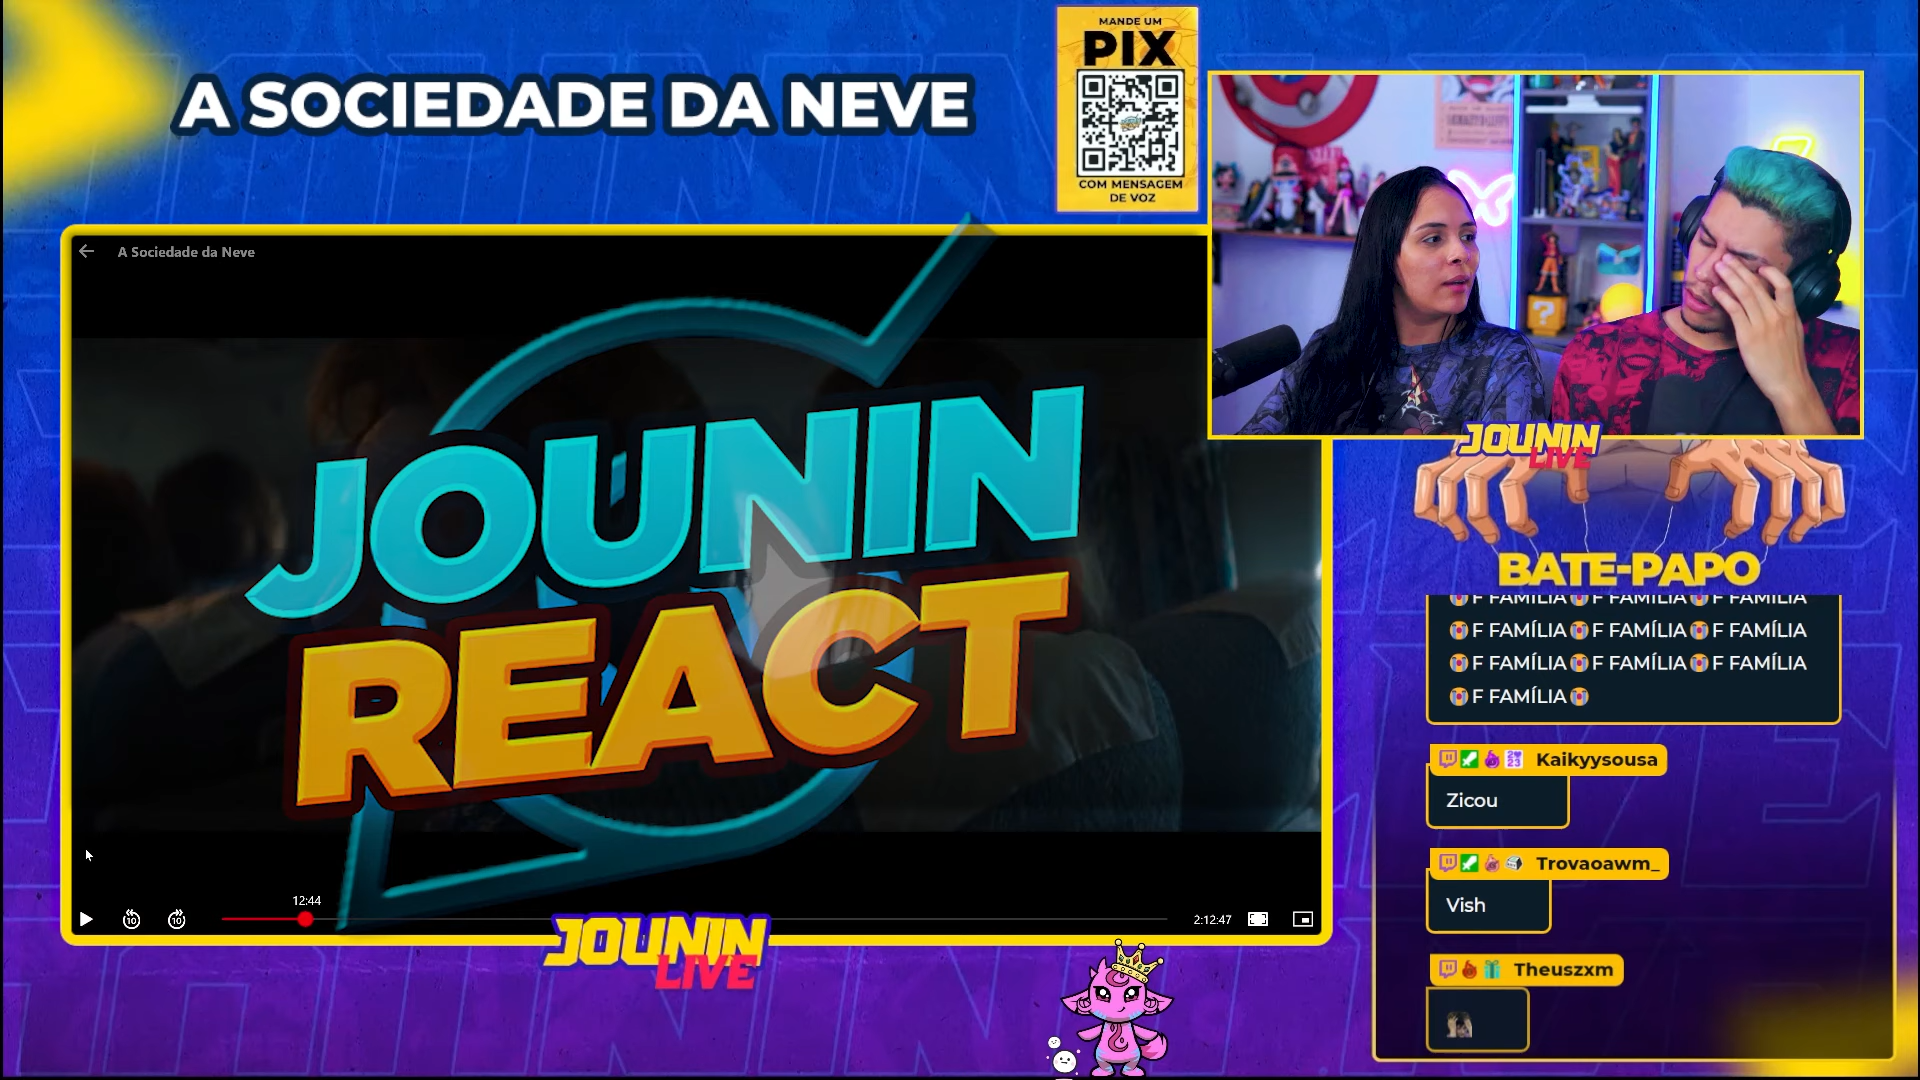 A SOCIEDADE DA NEVE
MANDE UM
PIX
COM MENSAGEM
DE VOZ
A Sociedade da Neve
JOUNIN
REACT
12:44
10
10
2:12:47
JOUNIN
LIVE
JOUNIN
LIVE
BATE-PAPO
😭F FAMÍLIA😭F FAMÍLIA😭F FAMÍLIA
😭F FAMÍLIA😭F FAMÍLIA😭F FAMÍLIA
😭F FAMÍLIA😭F FAMÍLIA😭F FAMÍLIA
😭F FAMÍLIA😭
Kaikyysousa
Zicou
Trovaoawm_
Vish
Theuszxm